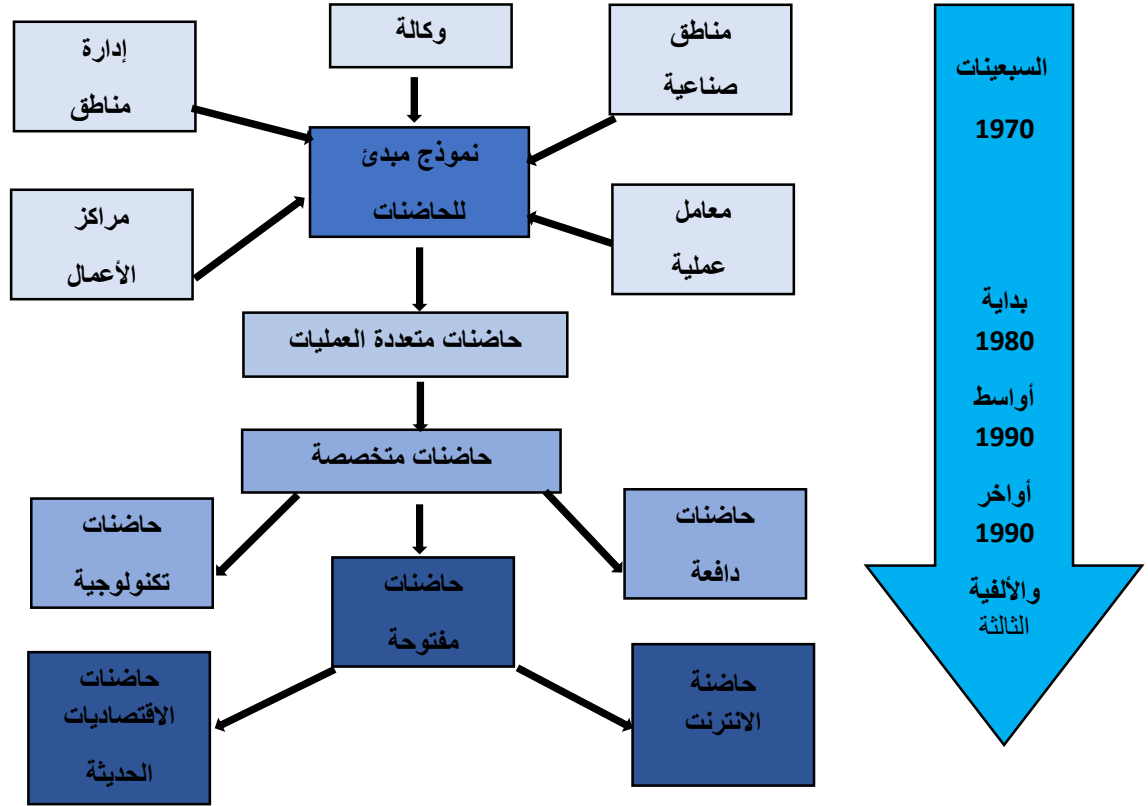 إدارة
مناطق
وكالة
مناطق
صناعية
نموذج مبدئ
للحاضنات
مراكز
الأعمال
معامل
عملية
حاضنات متعددة العمليات
حاضنات متخصصة
حاضنات
تكنولوجية
حاضنات
مفتوحة
حاضنات
دافعة
حاضنات
الاقتصاديات
الحديثة
حاضنة
الانترنت
السبعينات
1970
بداية
1980
أواسط
1990
أواخر
1990
والألفية
الثالثة